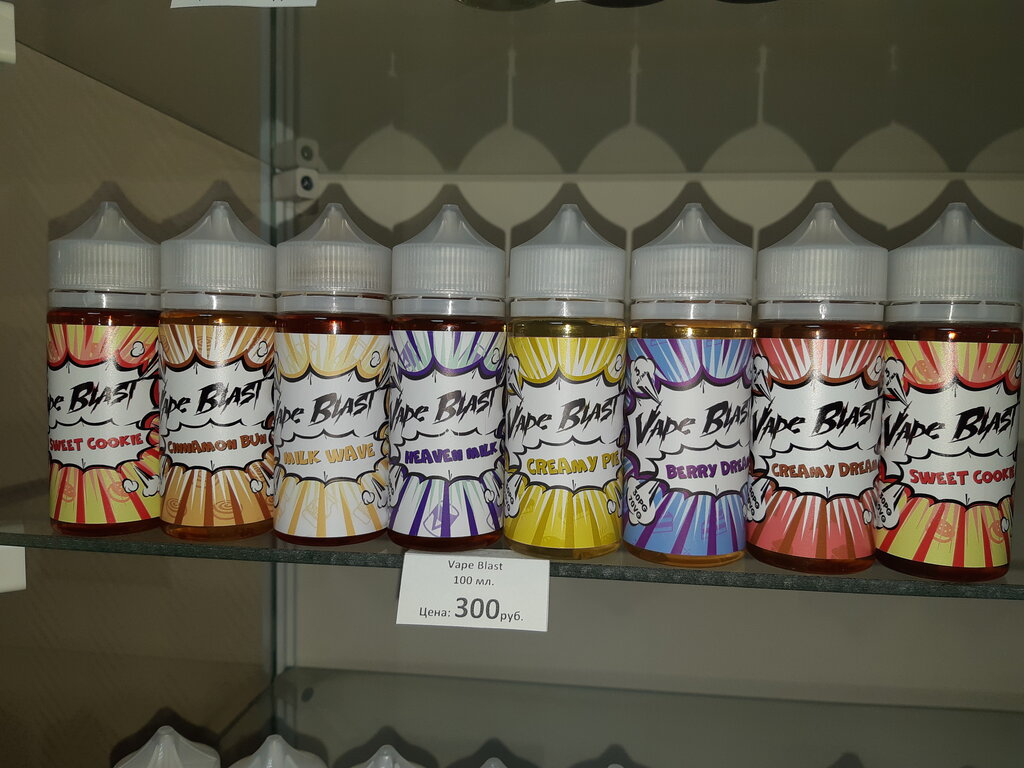 Vape Blast
SWEET COOKIE
Vape Blast
CINNAMON BUN
Vape Blast
MILK WAVE
Vape Blast
HEAVEN MILK
Vape Blast
CREAMY PIE
Vape Blast
BERRY DREAM
Vape Blast
CREAMY DREAM
Vape Blast
SWEET COOKIE
Vape Blast
100 мл.
Цена: 300руб.